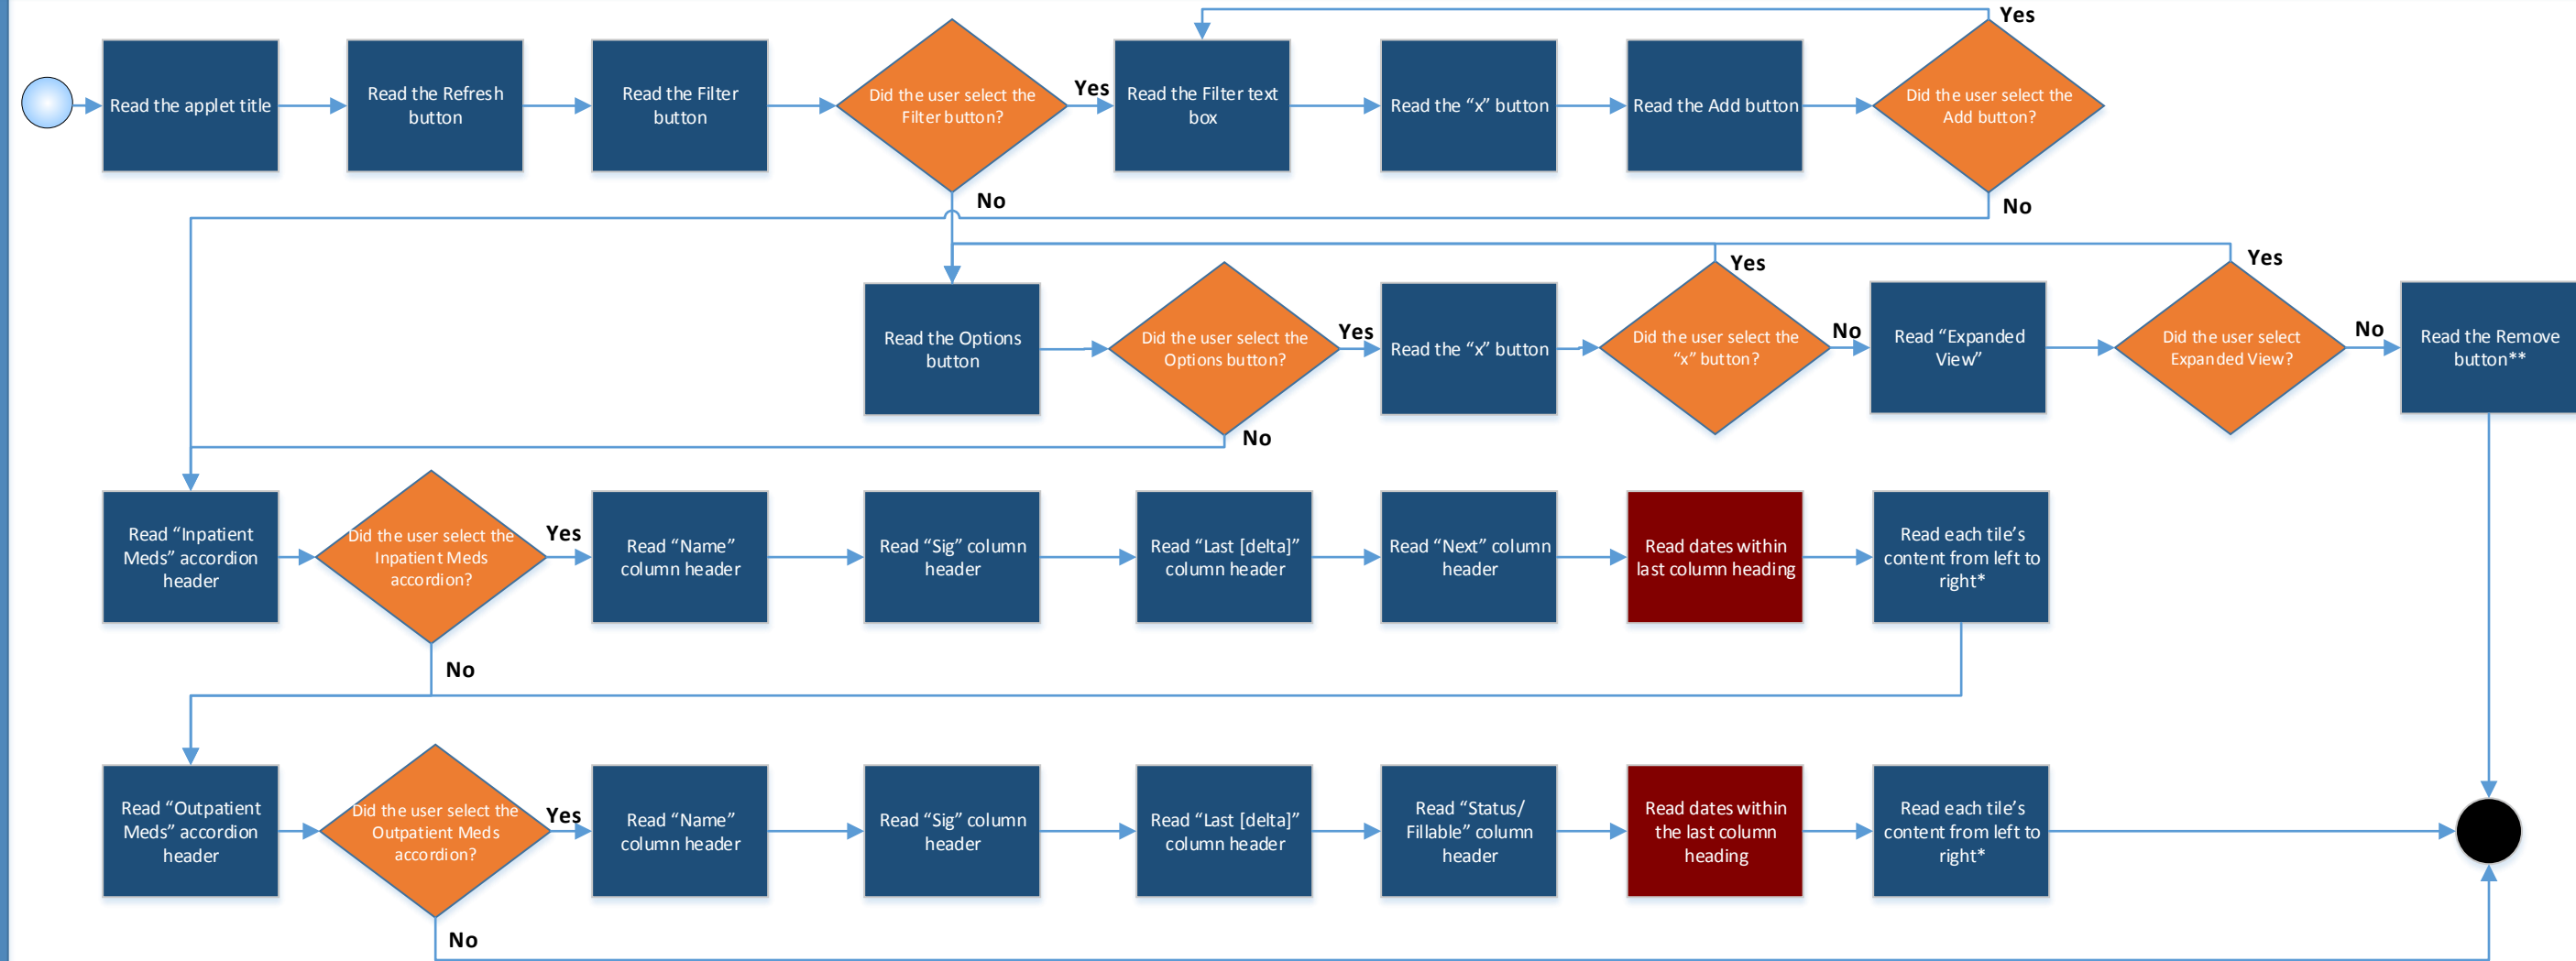 Read the applet title
Read the Refresh
button
Read the Filter
button
Did the user select the
Filter button?
Yes
No
Read the Filter text
box
Read the “x” button
Read the Add button
Did the user select the
Add button?
Yes
No
Read the Options
button
Did the user select the
Options button?
Yes
No
Read the “x” button
Did the user select the
“x” button?
Yes
No
Read “Expanded
View”
Did the user select
Expanded View?
Yes
No
Read the Remove
button**
Read “Inpatient
Meds” accordion
header
Did the user select the
Inpatient Meds
accordion?
Yes
No
Read “Name”
column header
Read “Sig” column
header
Read “Last [delta]”
column header
Read “Next” column
header
Read dates within
last column heading
Read each tile’s
content from left to
right*
Read “Outpatient
Meds” accordion
header
Did the user select the
Outpatient Meds
accordion?
Yes
No
Read “Name”
column header
Read “Sig” column
header
Read “Last [delta]”
column header
Read “Status/
Fillable” column
header
Read dates within
the last column
heading
Read each tile’s
content from left to
right*